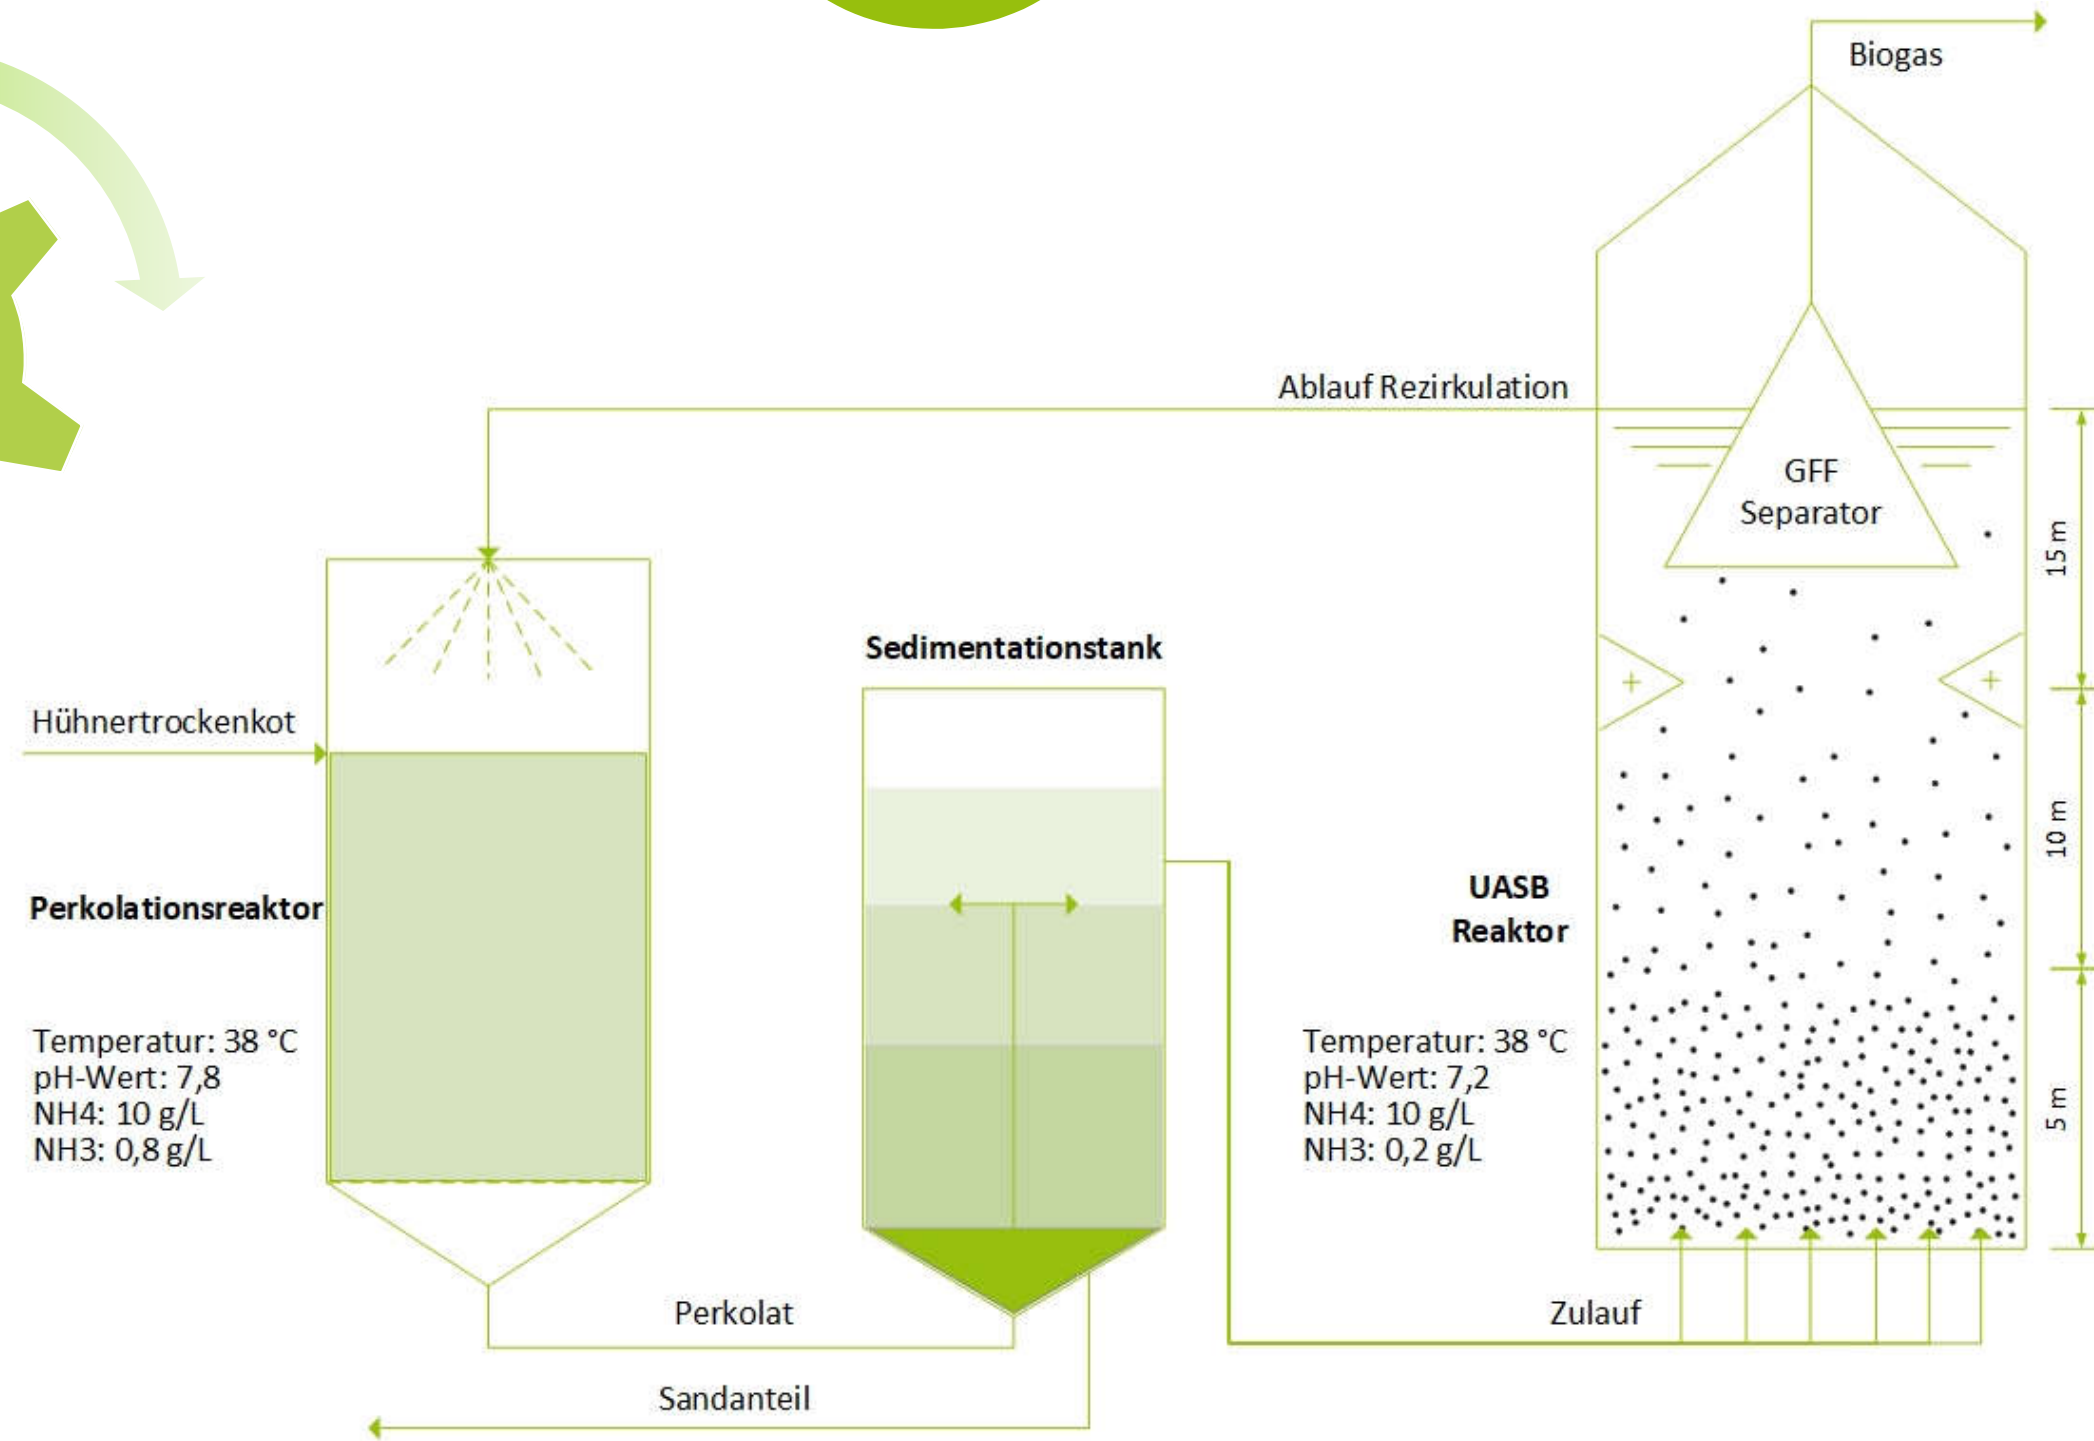 Biogas
Ablauf Rezirkulation
GFF
Separator
15 m
Sedimentationstank
Hühnertrockenkot
10 m
UASB
Reaktor
Perkolationsreaktor
Temperatur: 38 °C
pH-Wert: 7,8
NH4: 10 g/L
NH3: 0,8 g/L
Temperatur: 38 °C
pH-Wert: 7,2
NH4: 10 g/L
NH3: 0,2 g/L
5 m
Perkolat
Zulauf
Sandanteil